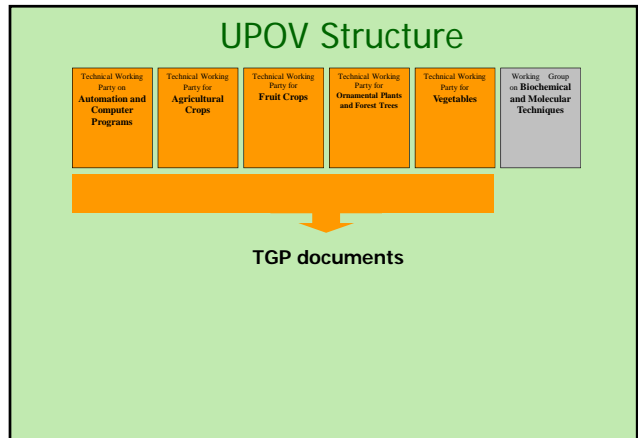 UPOV Structure
Technical Working
Party on
Automation and
Computer
Programs
Technical Working
Party for
Agricultural
Crops
Technical Working
Party for
Fruit Crops
Technical Working
Party for
Ornamental Plants
and Forest Trees
Technical Working
Party for
Vegetables
Working Group
on Biochemical
and Molecular
Techniques
TGP documents